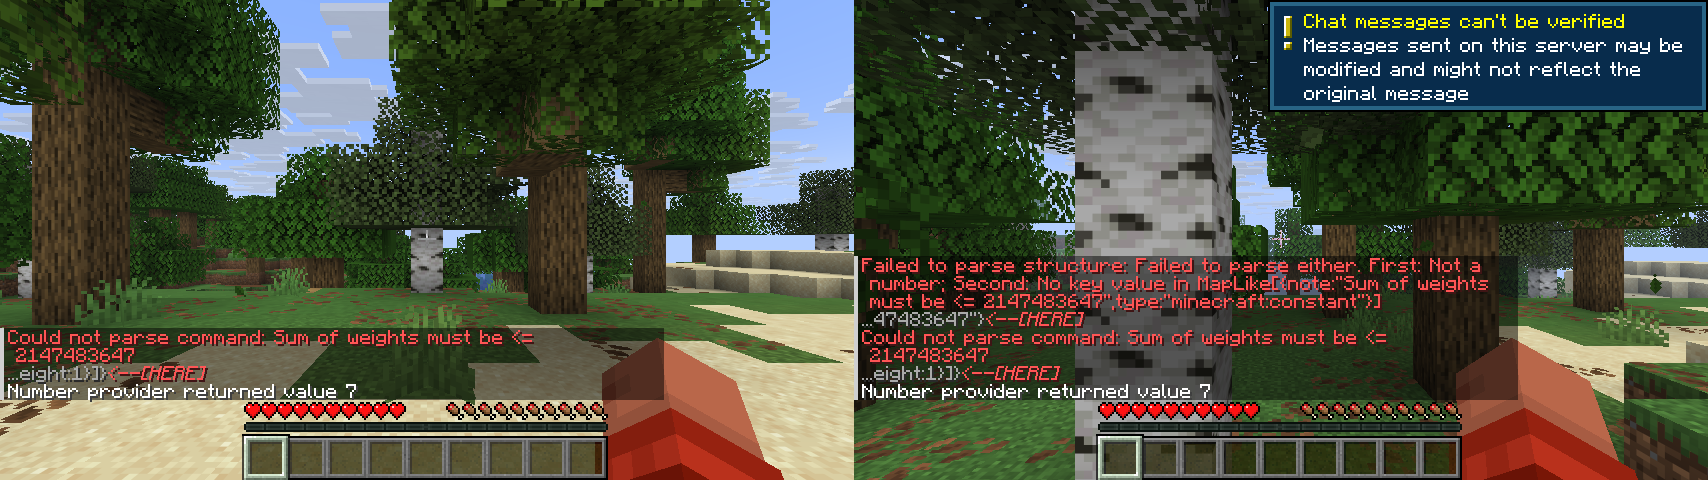 Could not parse command: Sum of weights must be <=
2147483647
...eight:1}]}<--[HERE]
Number provider returned value 7
Chat messages can't be verified
Messages sent on this server may be
modified and might not reflect the
original message
Failed to parse structure: Failed to parse either. First: Not a
number; Second: No key value in MapLike[{note:"Sum of weights
must be <= 2147483647",type:"minecraft:constant"}]
...47483647"}<--[HERE]
Could not parse command: Sum of weights must be <=
2147483647
...eight:1}]}<--[HERE]
Number provider returned value 7